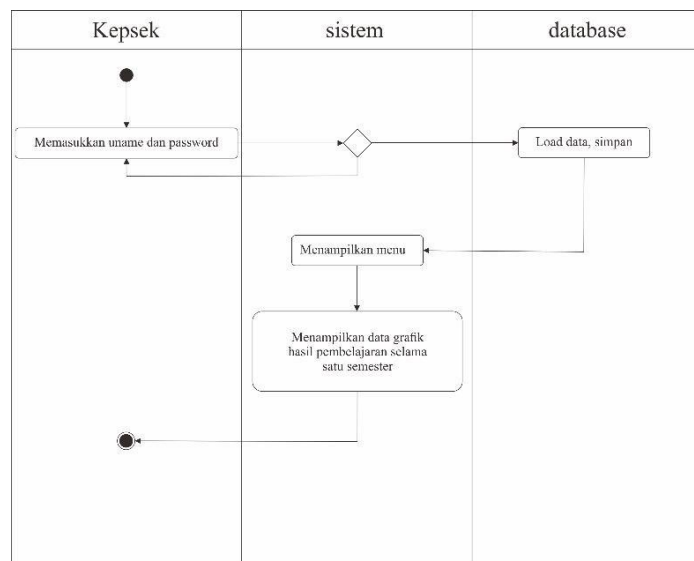 Kepsek
sistem
database
Memasukkan uname dan password
Load data, simpan
Menampilkan menu
Menampilkan data grafik
hasil pembelajaran selama
satu semester